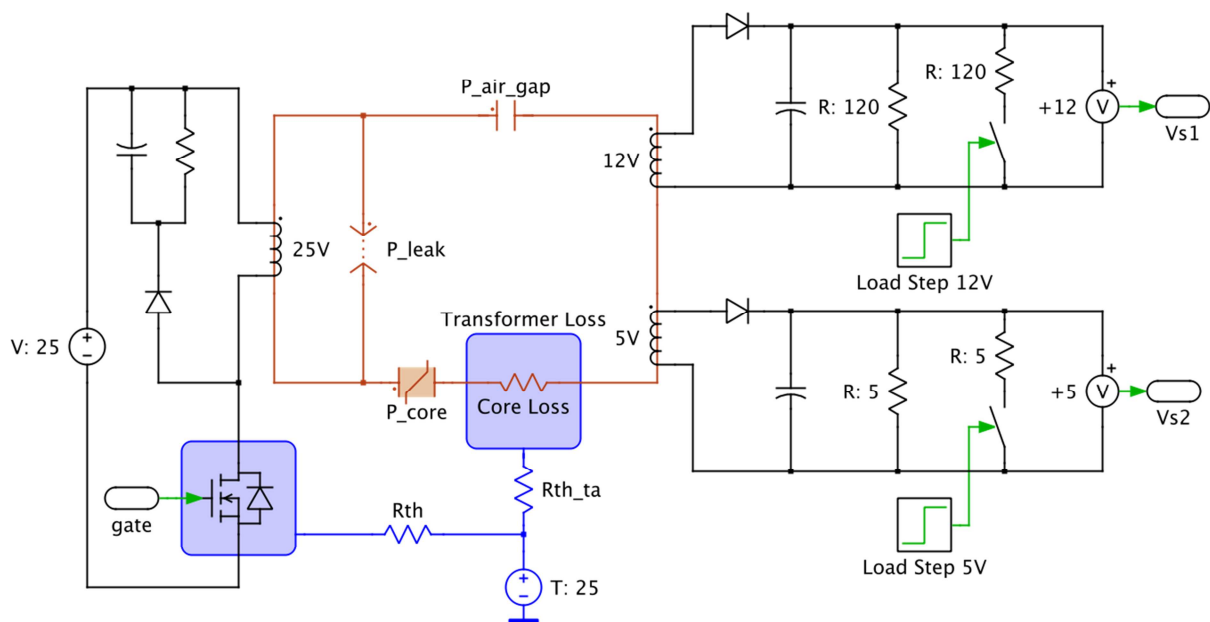 P_air_gap
R: 120
R: 120
+
+12
V
Vs1
12V
25V
P_leak
Load Step 12V
V: 25
+
−
Transformer Loss
5V
R: 5
R: 5
+
+5
V
Vs2
P_core
Core Loss
Rth_ta
gate
Rth
Load Step 5V
+
−
T: 25